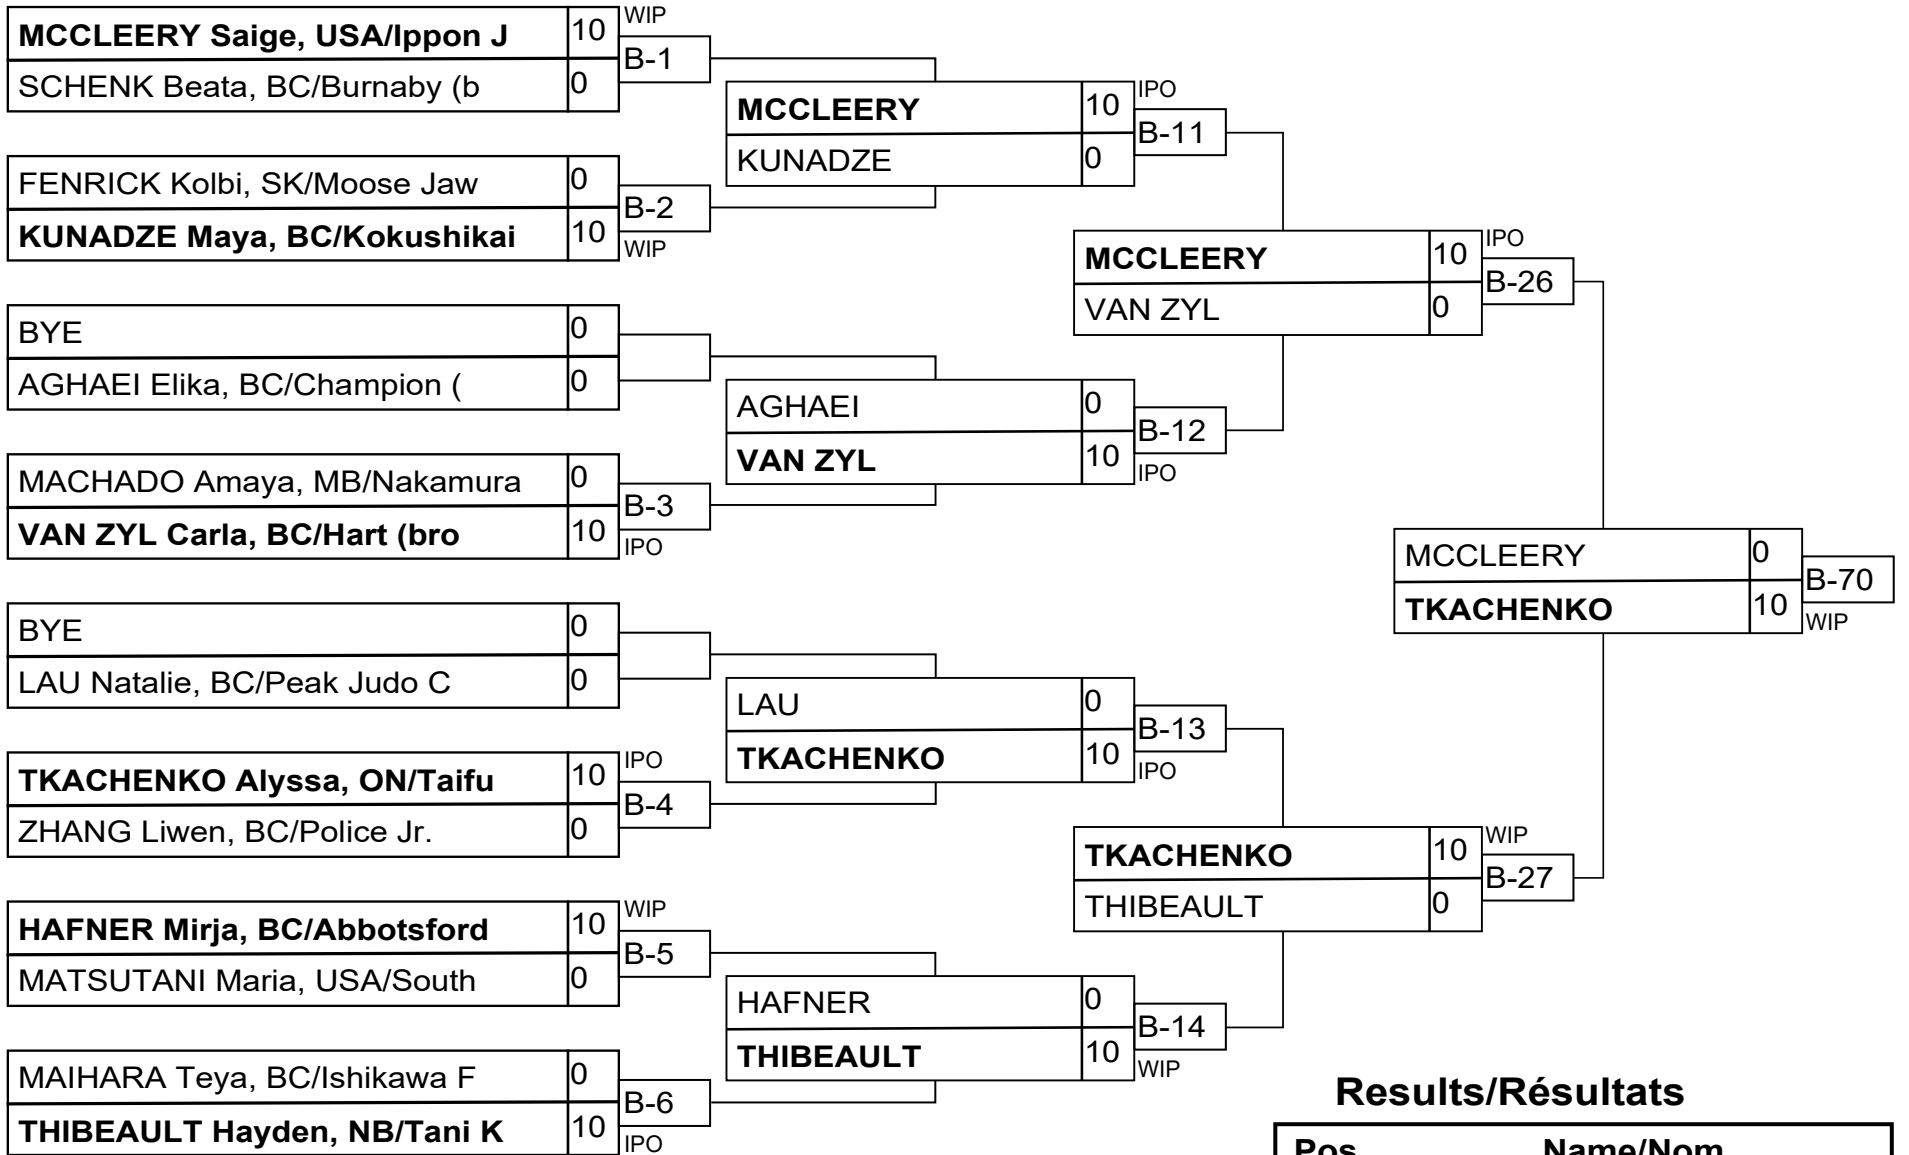 MCCLEERY Saige, USA/Ippon J 10 WIP
B-1
SCHENK Beata, BC/Burnaby (b 0
FENRICK Kolbi, SK/Moose Jaw 0
B-2
KUNADZE Maya, BC/Kokushikai 10 WIP
BYE 0
AGHAEI Elika, BC/Champion ( 0
MACHADO Amaya, MB/Nakamura 0
B-3
VAN ZYL Carla, BC/Hart (bro 10 IPO
BYE 0
LAU Natalie, BC/Peak Judo C 0
TKACHENKO Alyssa, ON/Taifu 10 IPO
B-4
ZHANG Liwen, BC/Police Jr. 0
HAFNER Mirja, BC/Abbotsford 10 WIP
B-5
MATSUTANI Maria, USA/South 0
MAIHARA Teya, BC/Ishikawa F 0
B-6
THIBEAULT Hayden, NB/Tani K 10 IPO
MCCLEERY 10 IPO
B-11
KUNADZE 0
AGHAEI 0
B-12
VAN ZYL 10 IPO
LAU 0
B-13
TKACHENKO 10 IPO
HAFNER 0
B-14
THIBEAULT 10 WIP
MCCLEERY 10 IPO
B-26
VAN ZYL 0
TKACHENKO 10 WIP
B-27
THIBEAULT 0
MCCLEERY 0
B-70
TKACHENKO 10 WIP
Results/Résultats
Pos Name/Nom